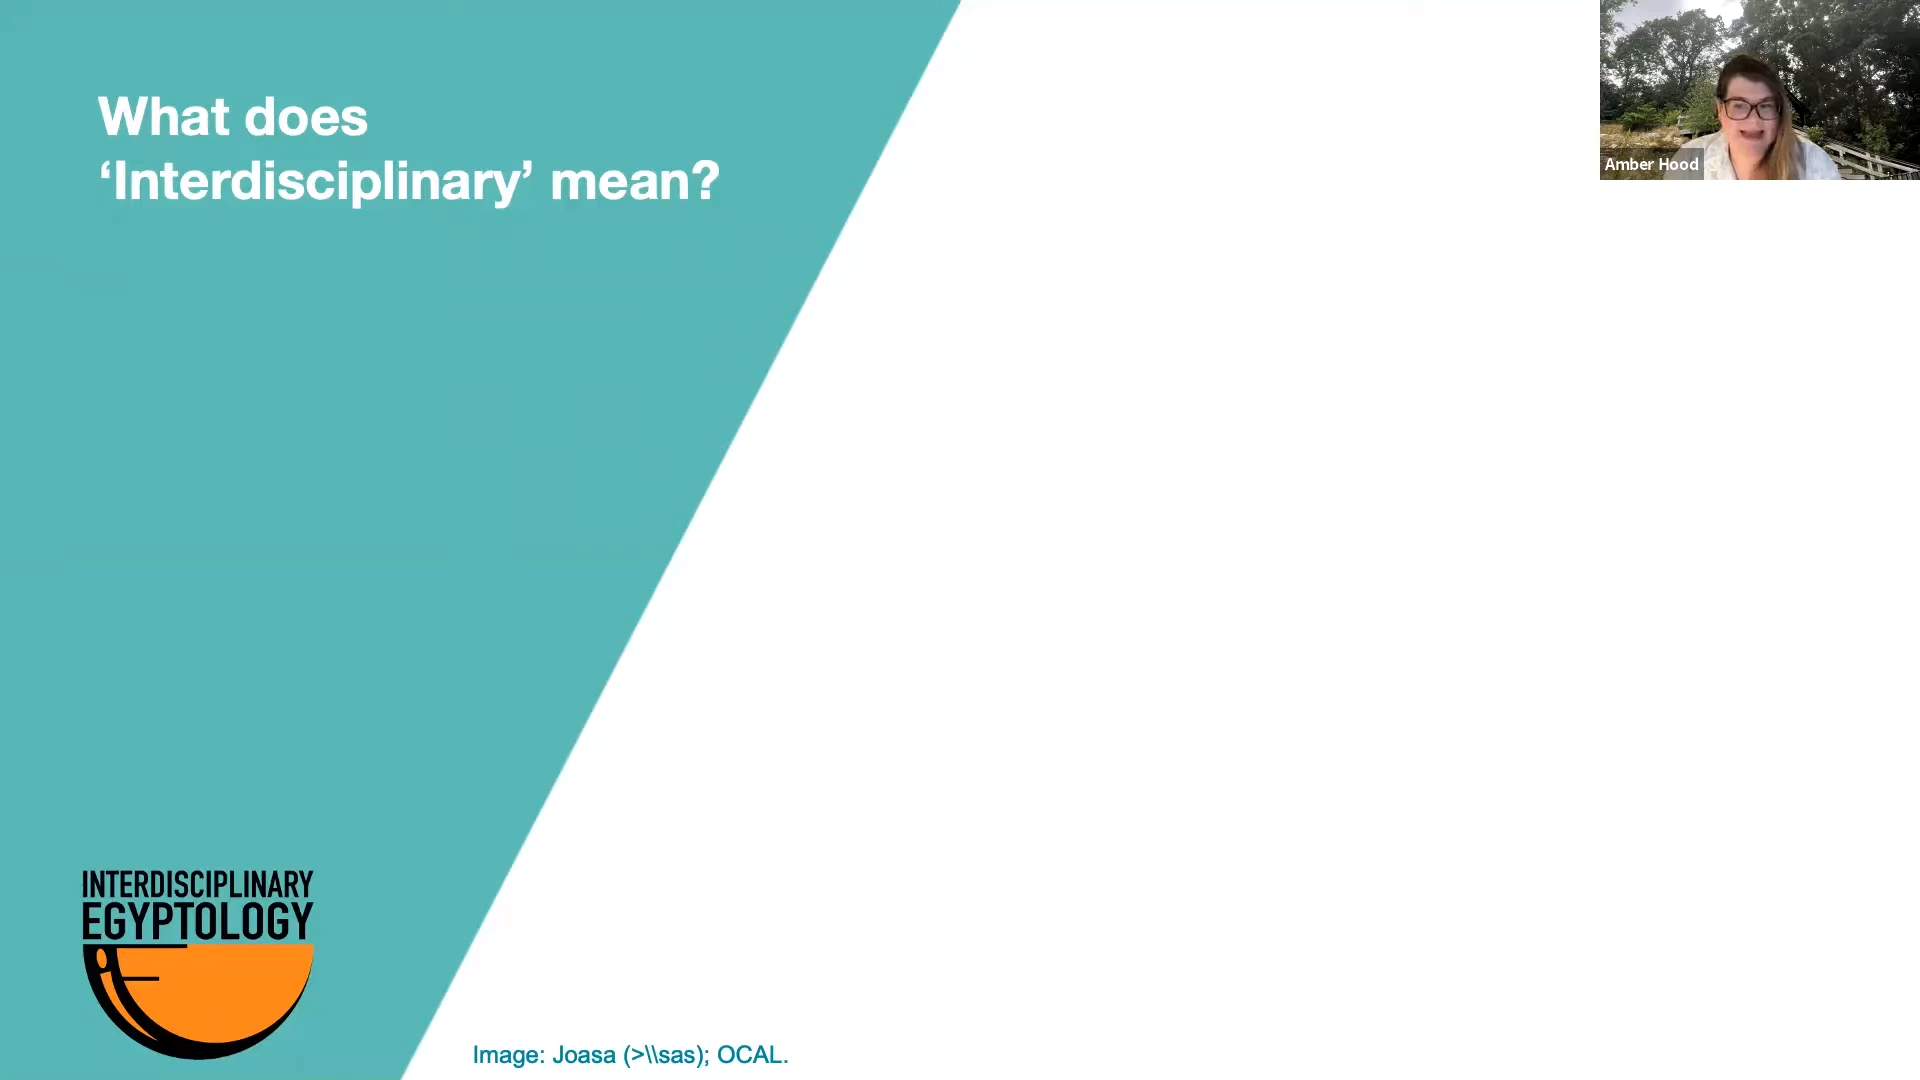 What does
‘Interdisciplinary’ mean?
Amber Hood
INTERDISCIPLINARY
EGYPTOLOGY
Image: Joasa (>\\sas); OCAL.